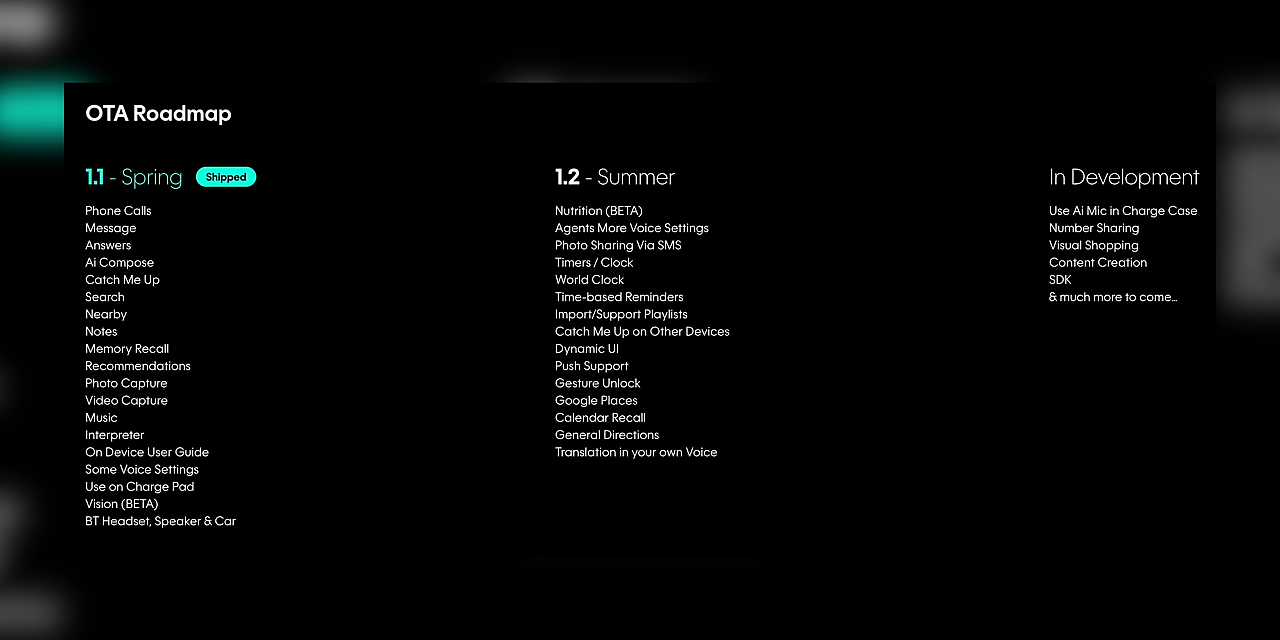 OTA Roadmap
1.1 - Spring Shipped
Phone Calls
Message
Answers
Ai Compose
Catch Me Up
Search
Nearby
Notes
Memory Recall
Recommendations
Photo Capture
Video Capture
Music
Interpreter
On Device User Guide
Some Voice Settings
Use on Charge Pad
Vision (BETA)
BT Headset, Speaker & Car
1.2 - Summer
Nutrition (BETA)
Agents More Voice Settings
Photo Sharing Via SMS
Timers / Clock
World Clock
Time-based Reminders
Import/Support Playlists
Catch Me Up on Other Devices
Dynamic UI
Push Support
Gesture Unlock
Google Places
Calendar Recall
General Directions
Translation in your own Voice
In Development
Use Ai Mic in Charge Case
Number Sharing
Visual Shopping
Content Creation
SDK
& much more to come...